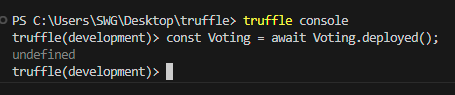 PS C:\Users\SWG\Desktop\truffle> truffle console
truffle(development)> const Voting = await Voting.deployed();
undefined
truffle(development)>